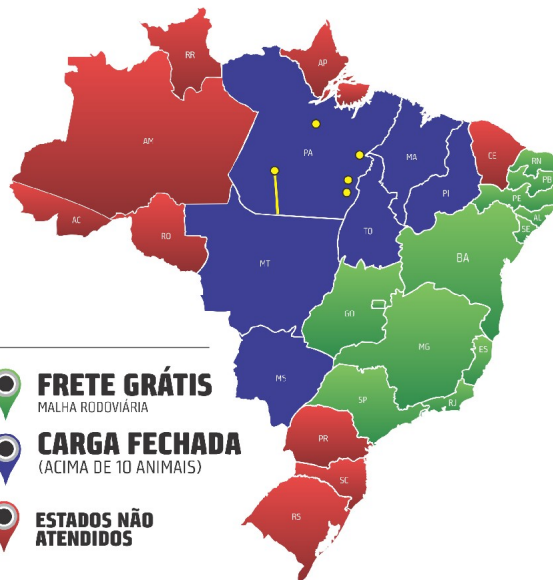 RR
AP
AM
PA
MA
CE
RN
PB
PI
PE
AL
SE
AC
RO
TO
MT
BA
GO
MG
ES
MS
SP
RJ
PR
SC
RS
FRETE GRÁTIS
MALHA RODOVIÁRIA
CARGA FECHADA
(ACIMA DE 10 ANIMAIS)
ESTADOS NÃO
ATENDIDOS